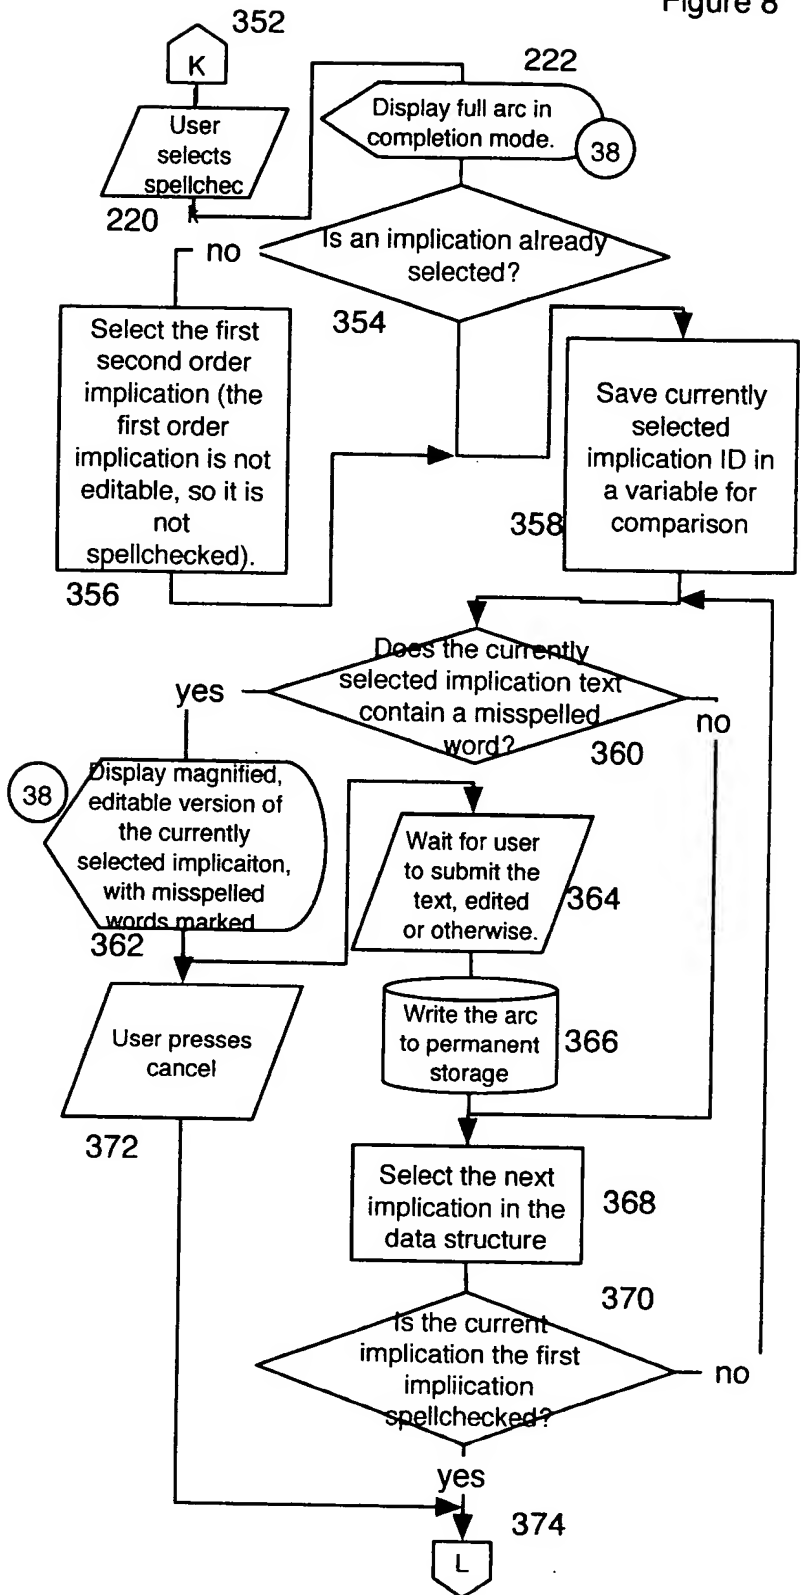 Figure 8
352
K
User
selects
spellchec
k
220
222
Display full arc in
completion mode.
38
Is an implication already
selected?
no
354
Select the first
second order
implication (the
first order
implication is not
editable, so it is
not
spellchecked).
356
Save currently
selected
implication ID in
a variable for
comparison
358
Does the currently
selected implication text
contain a misspelled
word?
yes
no
360
38
Display magnified,
editable version of
the currently
selected implicaiton,
with misspelled
words marked
362
Wait for user
to submit the
text, edited
or otherwise.
364
Write the arc
to permanent
storage
366
User presses
cancel
372
Select the next
implication in the
data structure
368
370
Is the current
implication the first
impliication
spellchecked?
no
yes
374
L